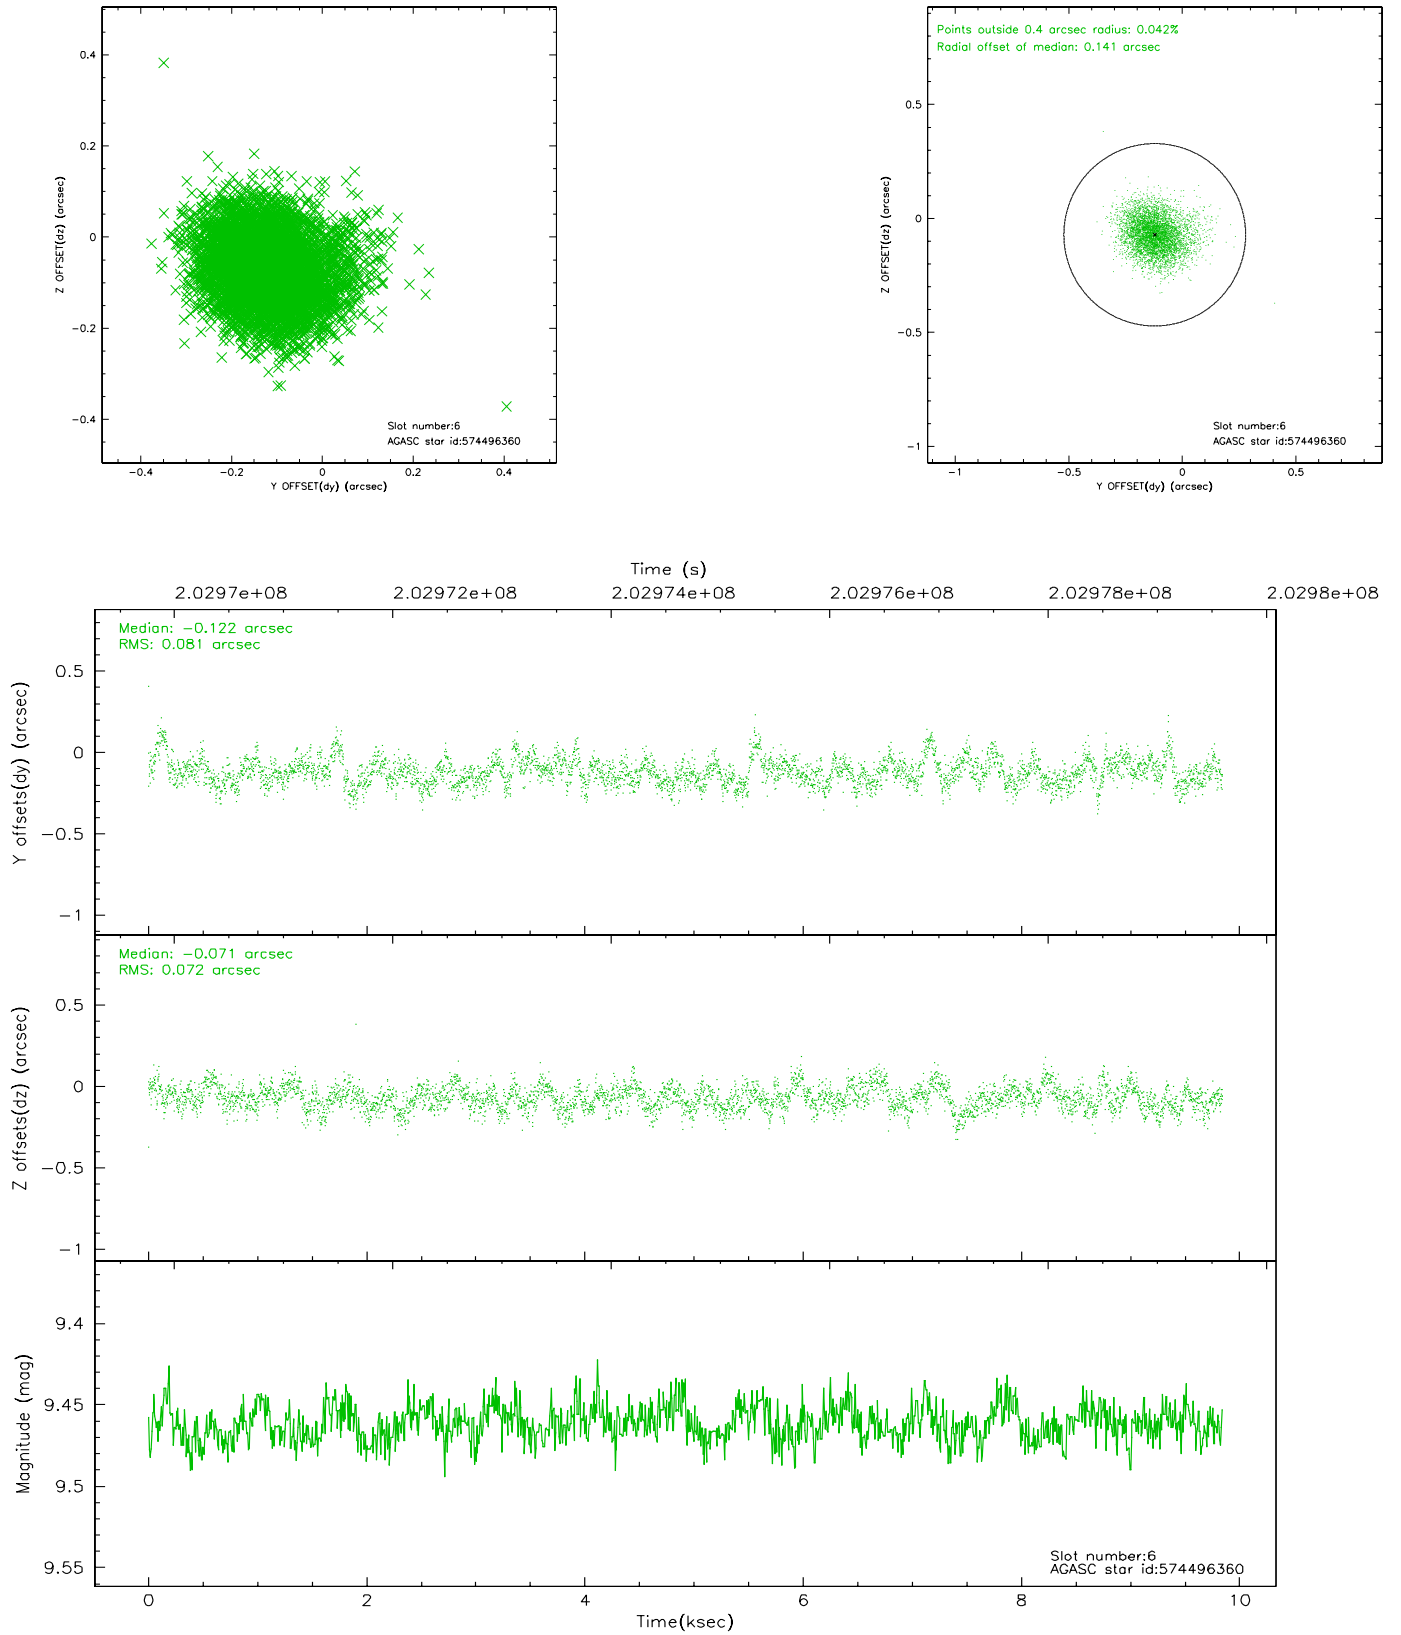 0.4
0.2
0
−0.2
−0.4
Z OFFSET(dz) (arcsec)
Slot number:6
AGASC star id:574496360
−0.4 −0.2 0 0.2 0.4
Y OFFSET(dy) (arcsec)
Points outside 0.4 arcsec radius: 0.042%
Radial offset of median: 0.141 arcsec
0.5
0
−0.5
−1
Z OFFSET(dz) (arcsec)
Slot number:6
AGASC star id:574496360
−1 −0.5 0 0.5
Y OFFSET(dy) (arcsec)
Time (s)
2.0297e+08 2.02972e+08 2.02974e+08 2.02976e+08 2.02978e+08 2.0298e+08
Median: −0.122 arcsec
RMS: 0.081 arcsec
0.5
0
−0.5
−1
Y offsets(dy) (arcsec)
Median: −0.071 arcsec
RMS: 0.072 arcsec
0.5
0
−0.5
−1
Z offsets(dz) (arcsec)
9.4
9.45
9.5
9.55
Magnitude (mag)
Slot number:6
AGASC star id:574496360
0 2 4 6 8 10
Time(ksec)